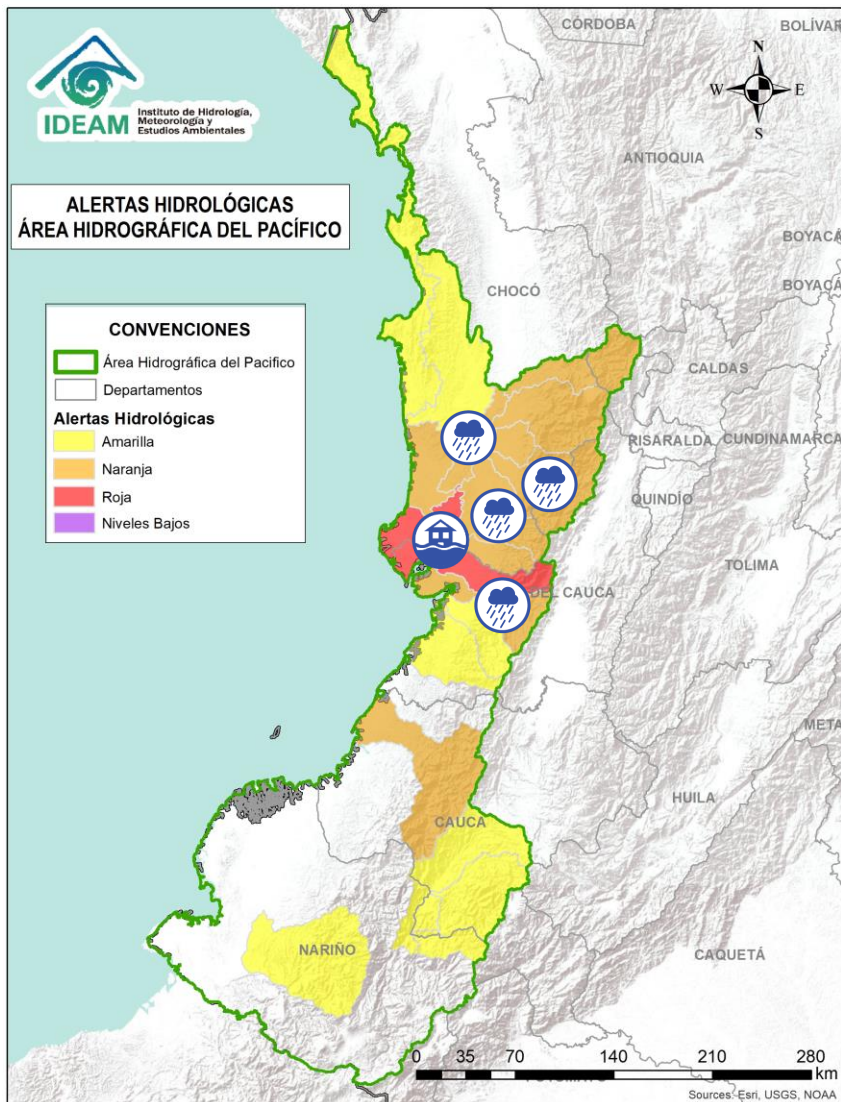 CÓRDOBA
BOLÍVAR
IDEAM
Instituto de Hidrología,
Meteorología y
Estudios Ambientales
N
W E
S
ANTIOQUIA
ALERTAS HIDROLÓGICAS
ÁREA HIDROGRÁFICA DEL PACÍFICO
BOYACÁ
BOYACÁ
CHOCÓ
CONVENCIONES
Área Hidrográfica del Pacifico
Departamentos
Alertas Hidrológicas
Amarilla
Naranja
Roja
Niveles Bajos
CALDAS
RISARALDA
CUNDINAMARCA
QUINDÍO
TOLIMA
DEL CAUCA
META
HUILA
CAUCA
NARIÑO
CAQUETÁ
0 35 70 140 210 280
km
Sources: Esri, USGS, NOAA